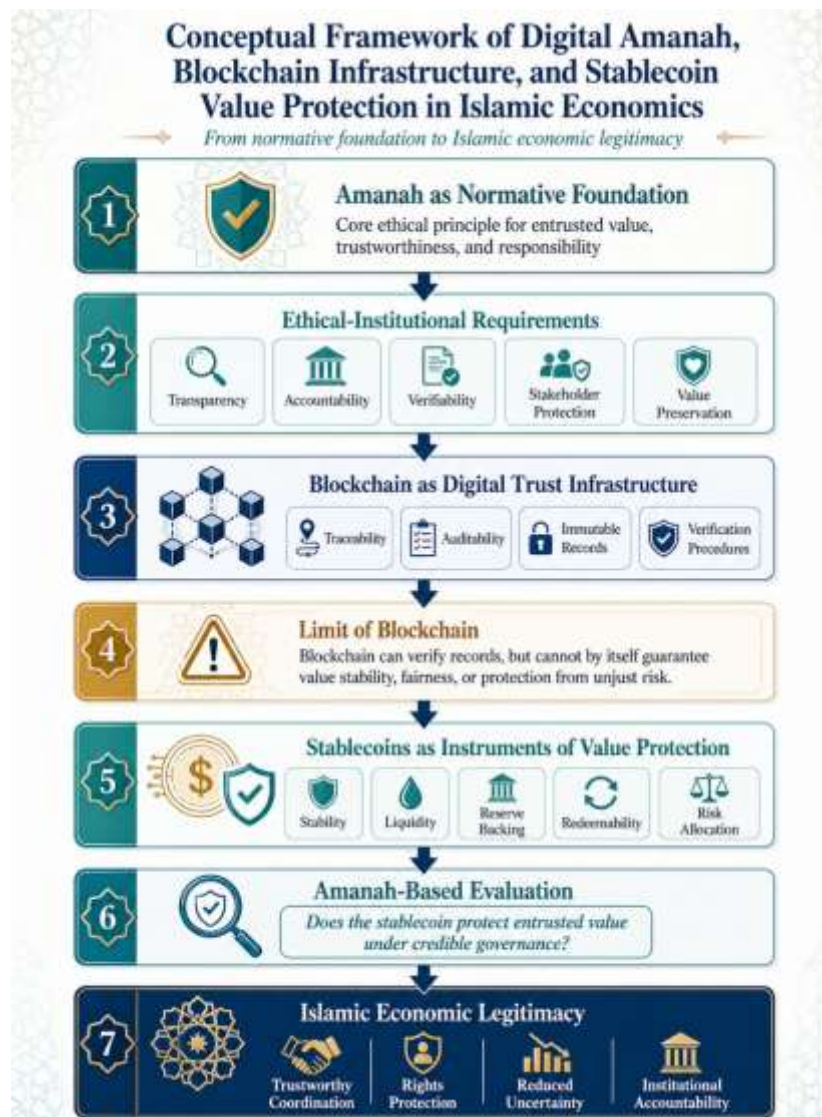 Conceptual Framework of Digital Amanah,
Blockchain Infrastructure, and Stablecoin
Value Protection in Islamic Economics
From normative foundation to Islamic economic legitimacy
1
Amanah as Normative Foundation
Core ethical principle for entrusted value,
trustworthiness, and responsibility
2
Ethical-Institutional Requirements
Transparency
Accountability
Verifiability
Stakeholder
Protection
Value
Preservation
3
Blockchain as Digital Trust Infrastructure
Traceability
Auditability
Immutable
Records
Verification
Procedures
4
Limit of Blockchain
Blockchain can verify records, but cannot by itself guarantee
value stability, fairness, or protection from unjust risk.
5
$
Stablecoins as Instruments of Value Protection
Stability
Liquidity
Reserve
Backing
Redeemability
Risk
Allocation
6
Amanah-Based Evaluation
Does the stablecoin protect entrusted value
under credible governance?
7
Islamic Economic Legitimacy
Trustworthy
Coordination
Rights
Protection
Reduced
Uncertainty
Institutional
Accountability